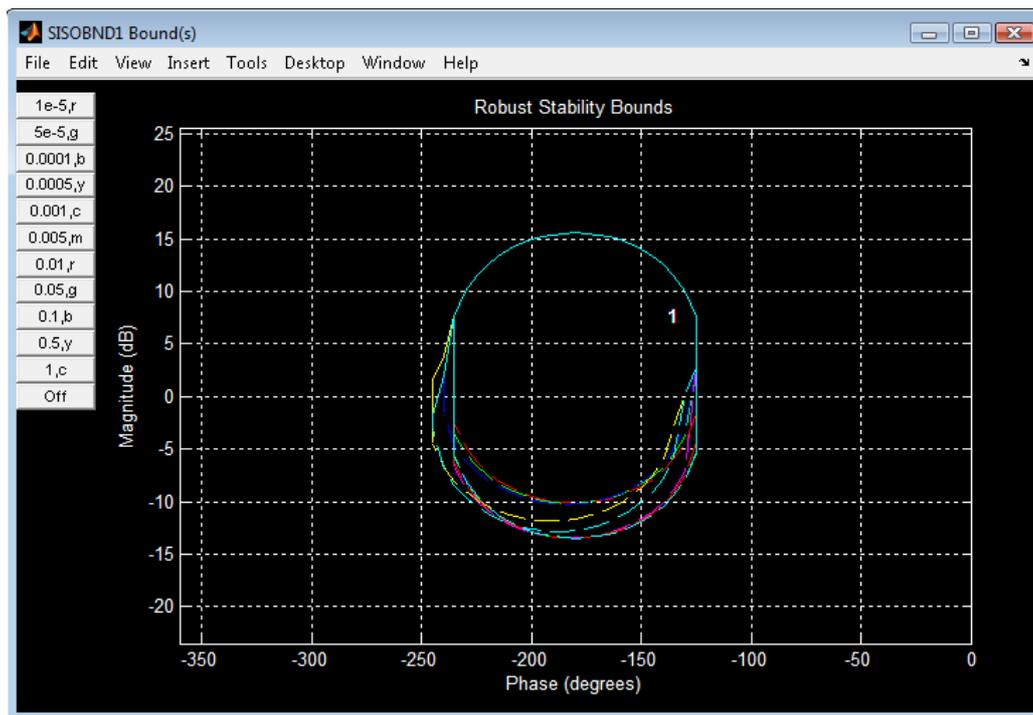 SISOBND1 Bound(s)
File Edit View Insert Tools Desktop Window Help
1e-5,r
5e-5,g
0.0001,b
0.0005,y
0.001,c
0.005,m
0.01,r
0.05,g
0.1,b
0.5,y
1,c
Off
Robust Stability Bounds
Magnitude (dB)
25
20
15
10
5
0
-5
-10
-15
-20
1
-350 -300 -250 -200 -150 -100 -50 0
Phase (degrees)